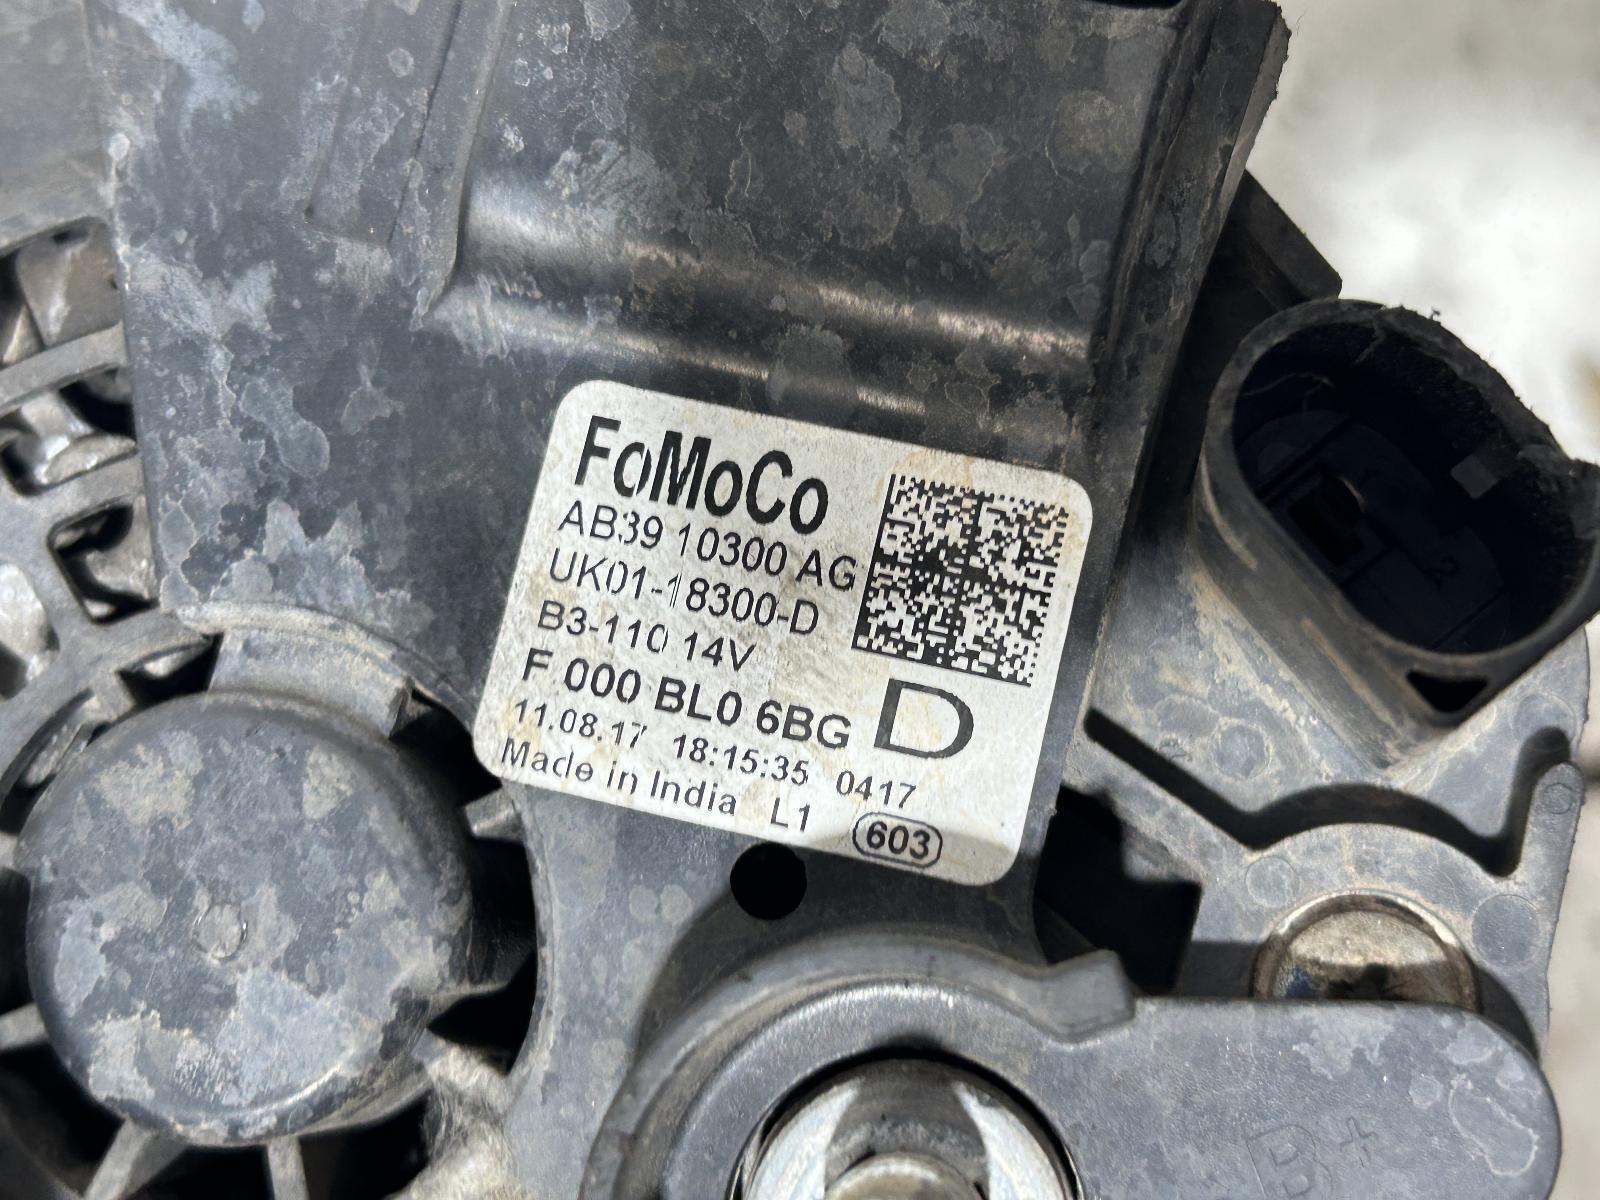 FoMoCo
AB39 10300 AG
UK01-18300-D
B3-110 14V
F 000 BL0 6BG
D
11.08.17 18:15:35 0417
Made in India L1
603
B+